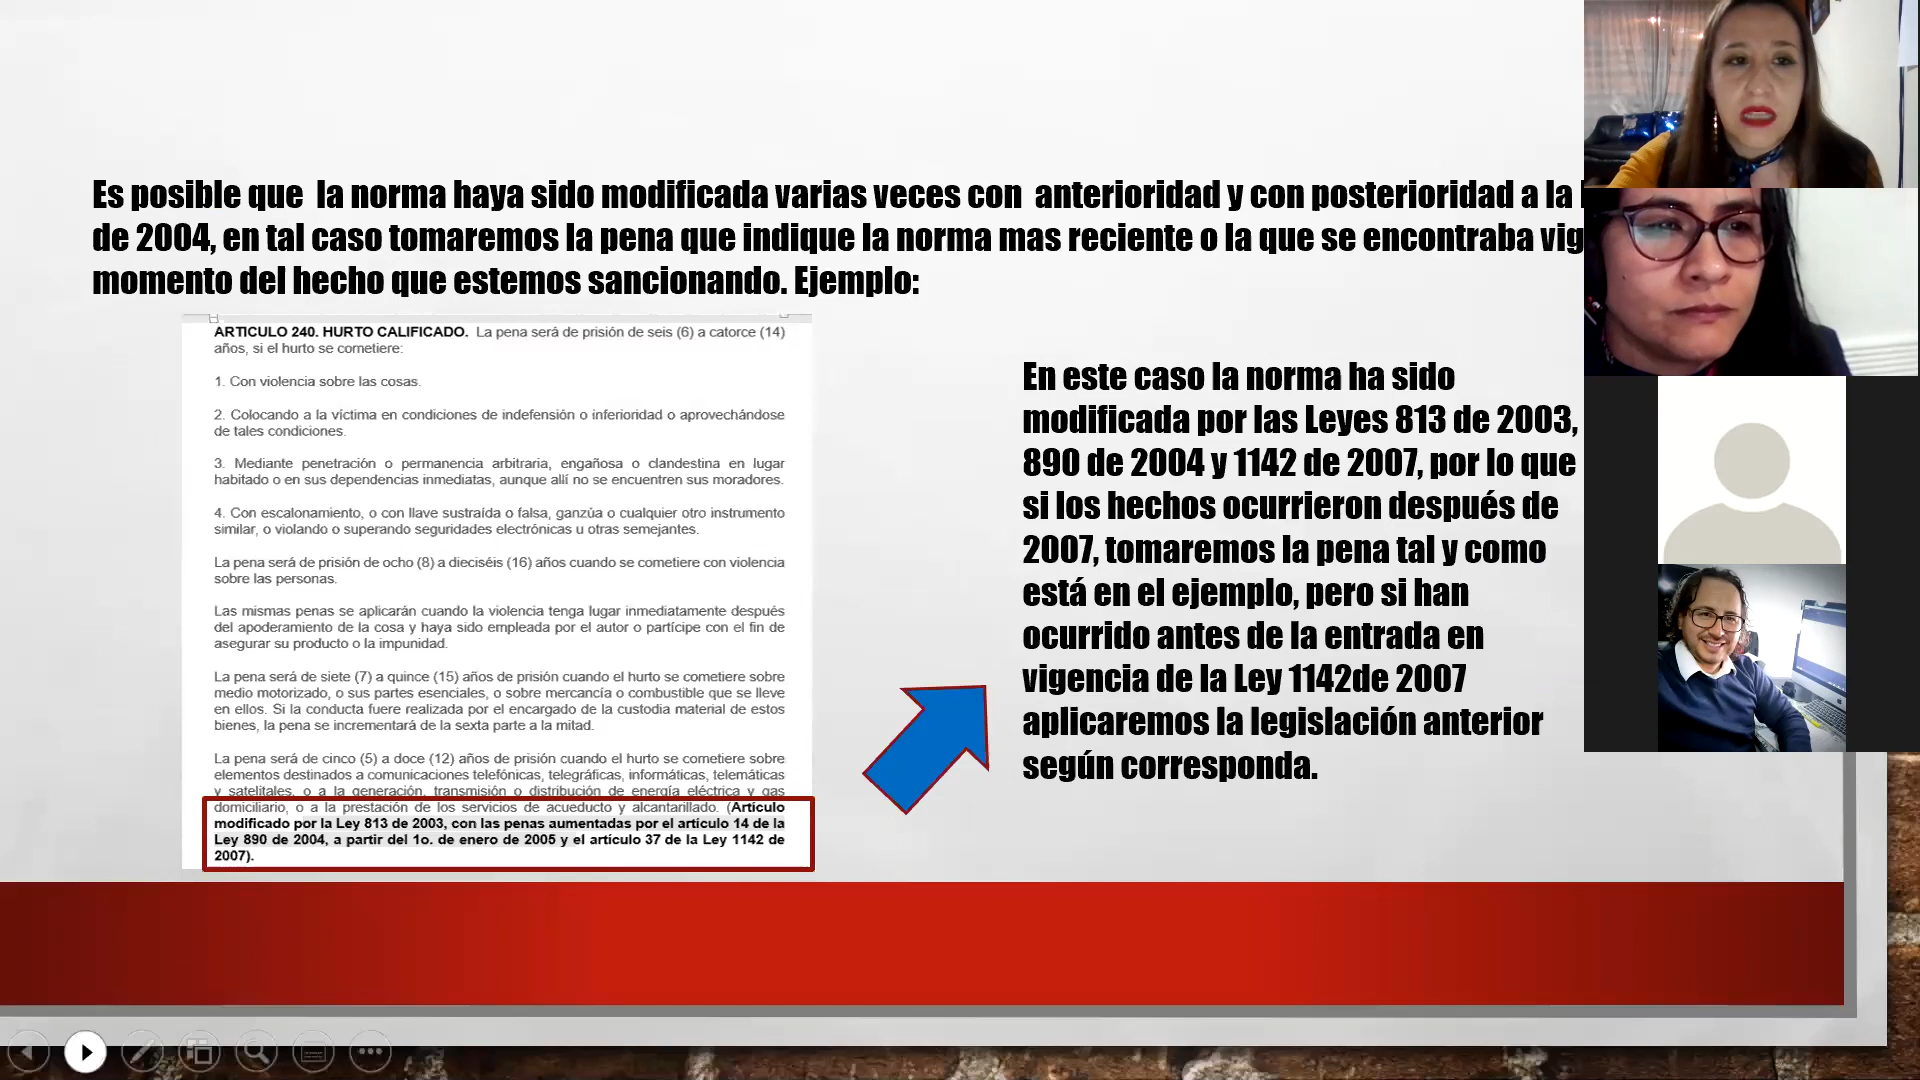 Es posible que la norma haya sido modificada varias veces con anterioridad y con posterioridad a la
de 2004, en tal caso tomaremos la pena que indique la norma mas reciente o la que se encontraba
momento del hecho que estemos sancionando. Ejemplo:
ARTICULO 240. HURTO CALIFICADO. La pena será de prisión de seis (6) a catorce (14)
años, si el hurto se cometiere:
1. Con violencia sobre las cosas.
2. Colocando a la víctima en condiciones de indefensión o inferioridad o aprovechándose
de tales condiciones.
3. Mediante penetración o permanencia arbitraria, engañosa o clandestina en lugar
habitado o en sus dependencias inmediatas, aunque allí no se encuentren sus moradores.
4. Con escalonamiento, o con llave sustraída o falsa, ganzúa o cualquier otro instrumento
similar, o violando o superando seguridades electrónicas u otras semejantes.
La pena será de prisión de ocho (8) a dieciséis (16) años cuando se cometiere con violencia
sobre las personas.
Las mismas penas se aplicarán cuando la violencia tenga lugar inmediatamente después
del apoderamiento de la cosa y haya sido empleada por el autor o partícipe con el fin de
asegurar su producto o la impunidad.
La pena será de siete (7) a quince (15) años de prisión cuando el hurto se cometiere sobre
medio motorizado, o sus partes esenciales, o sobre mercancía o combustible que se lleve
en ellos. Si la conducta fuere realizada por el encargado de la custodia material de estos
bienes, la pena se incrementará de la sexta parte a la mitad.
La pena será de cinco (5) a doce (12) años de prisión cuando el hurto se cometiere sobre
elementos destinados a comunicaciones telefónicas, telegráficas, informáticas, telemáticas
y satelitales, o a la generación, transmisión o distribución de energía eléctrica y gas
domiciliario, o a la prestación de los servicios de acueducto y alcantarillado. (Artículo
modificado por la Ley 813 de 2003, con las penas aumentadas por el artículo 14 de la
Ley 890 de 2004, a partir del 1o. de enero de 2005 y el artículo 37 de la Ley 1142 de
2007).
En este caso la norma ha sido
modificada por las Leyes 813 de 2003,
890 de 2004 y 1142 de 2007, por lo que
si los hechos ocurrieron después de
2007, tomaremos la pena tal y como
está en el ejemplo, pero si han
ocurrido antes de la entrada en
vigencia de la Ley 1142de 2007
aplicaremos la legislación anterior
según corresponda.